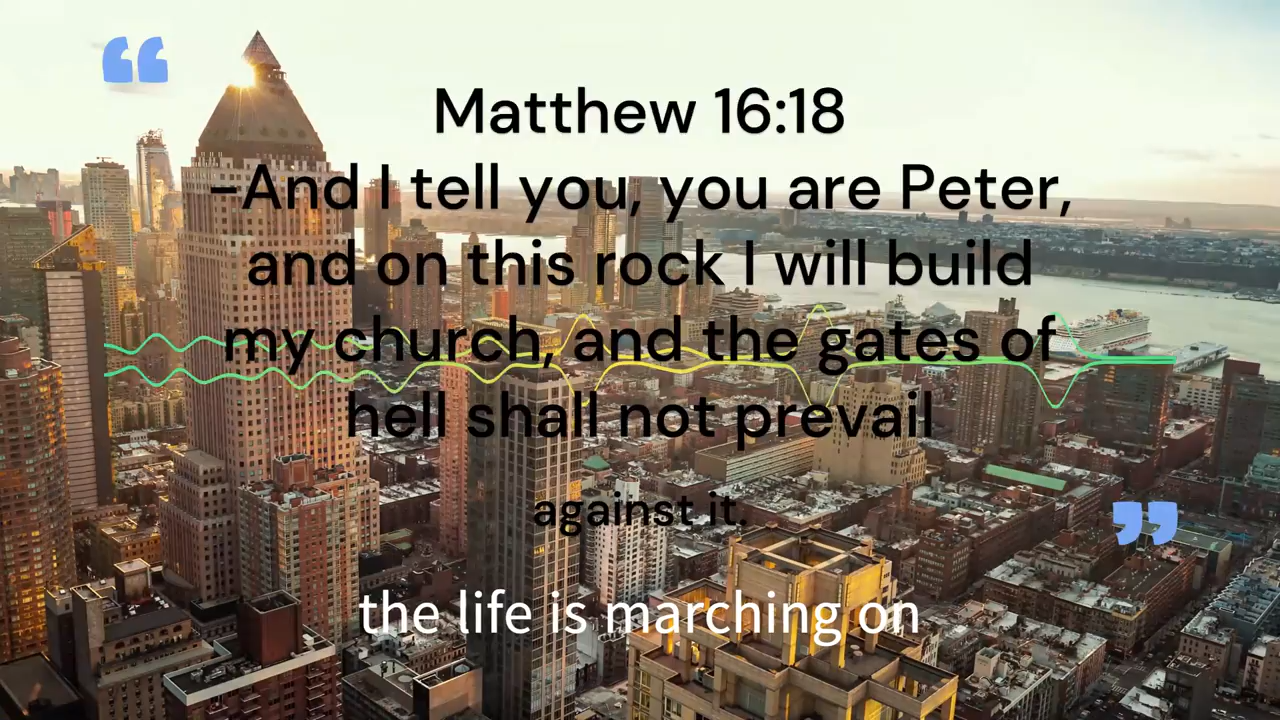 “
Matthew 16:18
-And I tell you, you are Peter,
and on this rock I will build
my church, and the gates of
hell shall not prevail
against it.
”
the life is marching on